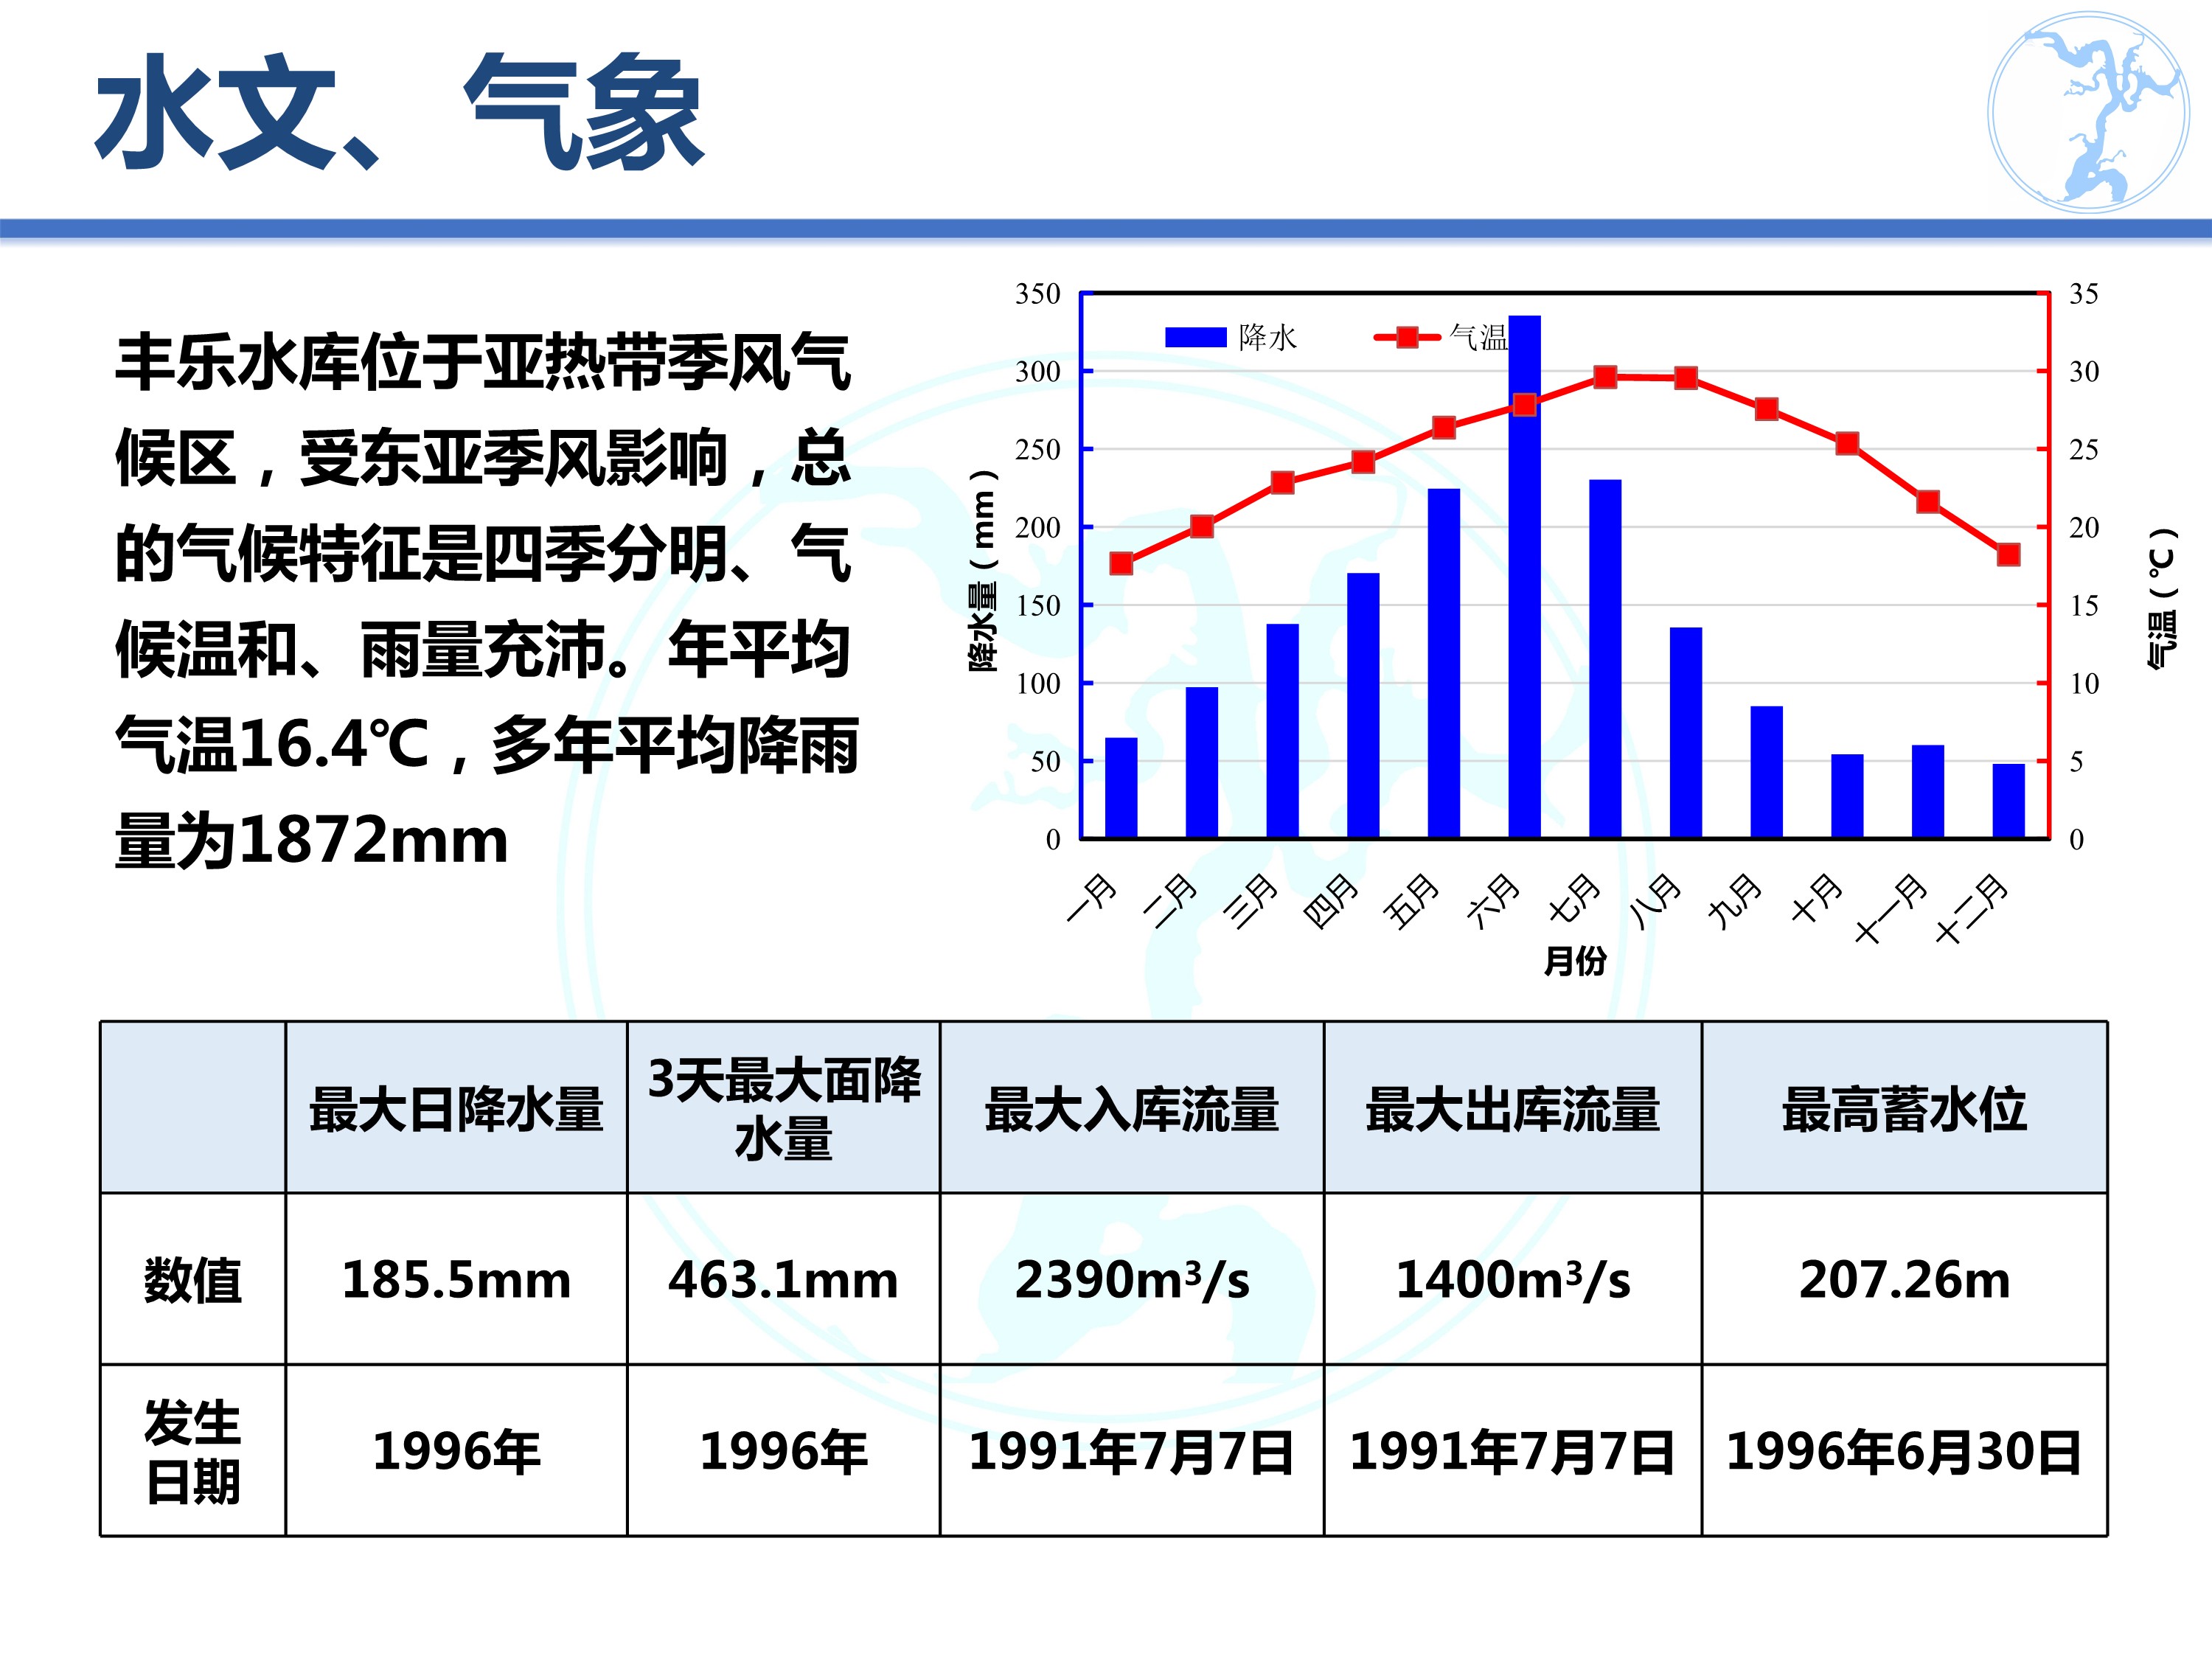 水文、气象
丰乐水库位于亚热带季风气
候区，受东亚季风影响，总
的气候特征是四季分明、气
候温和、雨量充沛。年平均
气温16.4℃，多年平均降雨
量为1872mm
降水
气温
降水量（mm）
350
300
250
200
150
100
50
0
35
30
25
20
15
10
5
0
气温（℃）
一月
二月
三月
四月
五月
六月
七月
八月
九月
十月
十一月
十二月
月份
最大日降水量
3天最大面降
水量
最大入库流量
最大出库流量
最高蓄水位
数值
185.5mm
463.1mm
2390m³/s
1400m³/s
207.26m
发生
日期
1996年
1996年
1991年7月7日
1991年7月7日
1996年6月30日